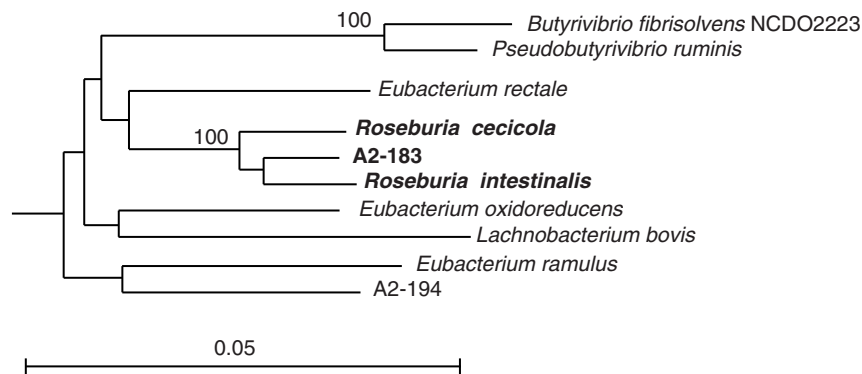 100
Butyrivibrio fibrisolvens NCDO2223
Pseudobutyrivibrio ruminis
Eubacterium rectale
100
Roseburia cecicola
A2-183
Roseburia intestinalis
Eubacterium oxidoreducens
Lachnobacterium bovis
Eubacterium ramulus
A2-194
0.05